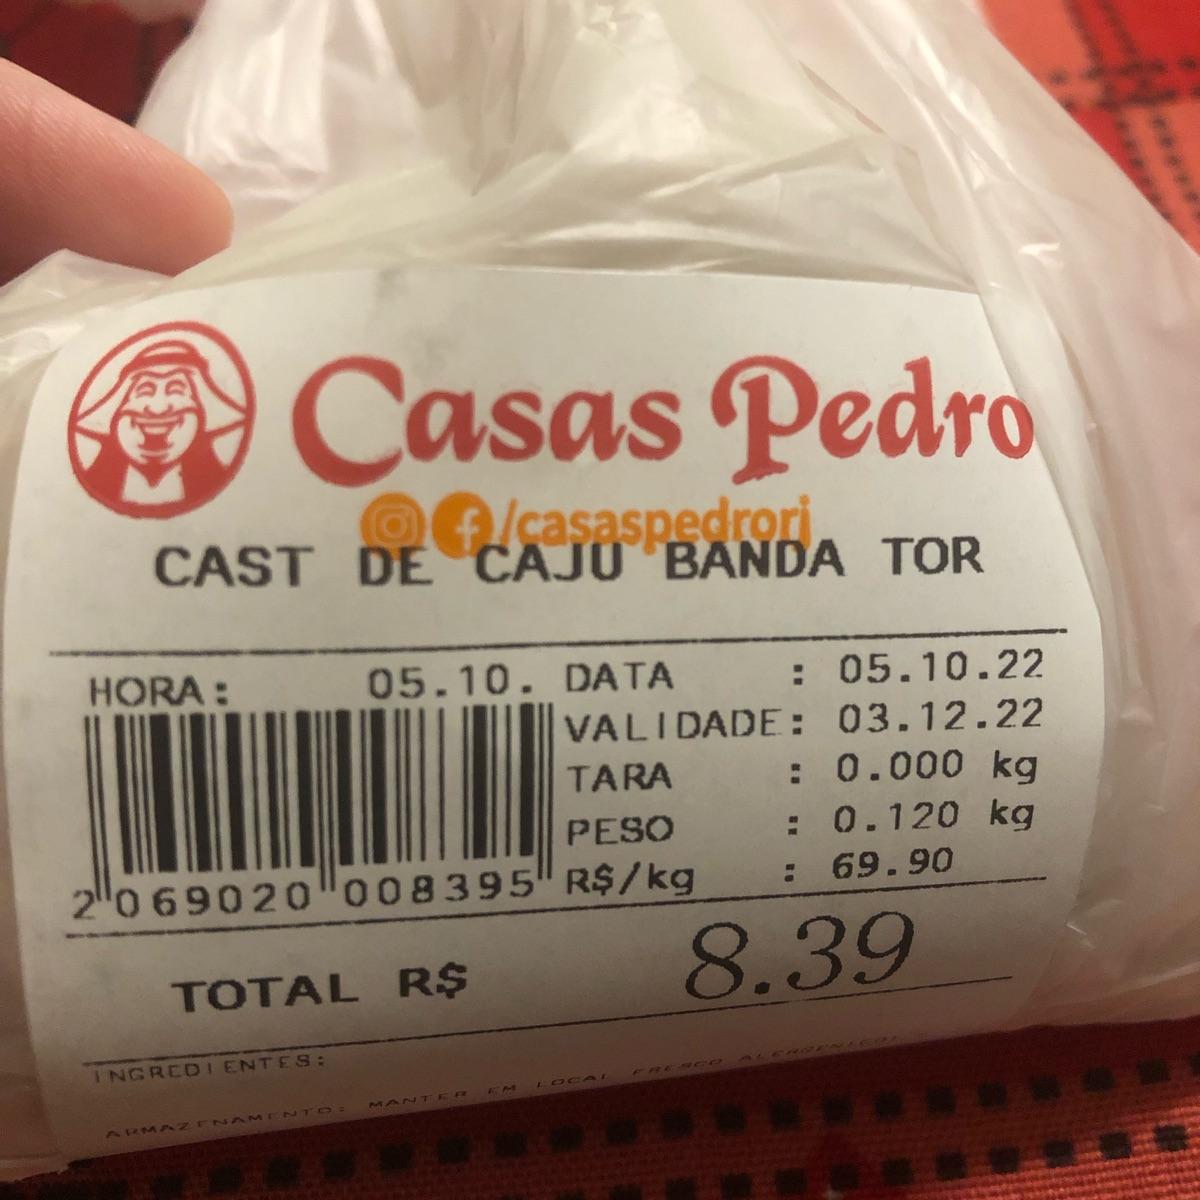 Casas Pedro
/casaspedrorj
CAST DE CAJU BANDA TOR
HORA: 05.10. DATA : 05.10.22
VALIDADE: 03.12.22
TARA : 0.000 kg
PESO : 0.120 kg
R$/kg : 69.90
2 069020 008395
TOTAL R$ 8.39
INGREDIENTES:
ARMAZENAMENTO: MANTER EM LOCAL FRESCO ALERGENICO: